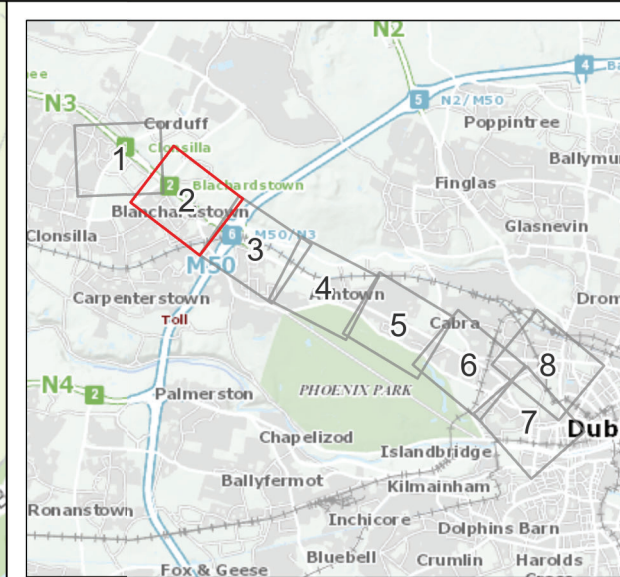 N2
4
ee
N3
5
N2/M50
Corduff
Poppintree
1
Clonsilla
Ballymu
2
Blachardstown
2
Finglas
Blanchardstown
Glasnevin
Clonsilla
6
M50/N3
3
M50
4
Ashtown
Carpenterstown
Drom
Toll
5
Cabra
6
8
N4
2
Palmerston
PHOENIX PARK
7
Dub
Chapelizod
Islandbridge
Ballyfermot
Kilmainham
Ronanstown
Inchicore
Dolphins Barn
Bluebell
Crumlin
Harolds
Fox & Geese